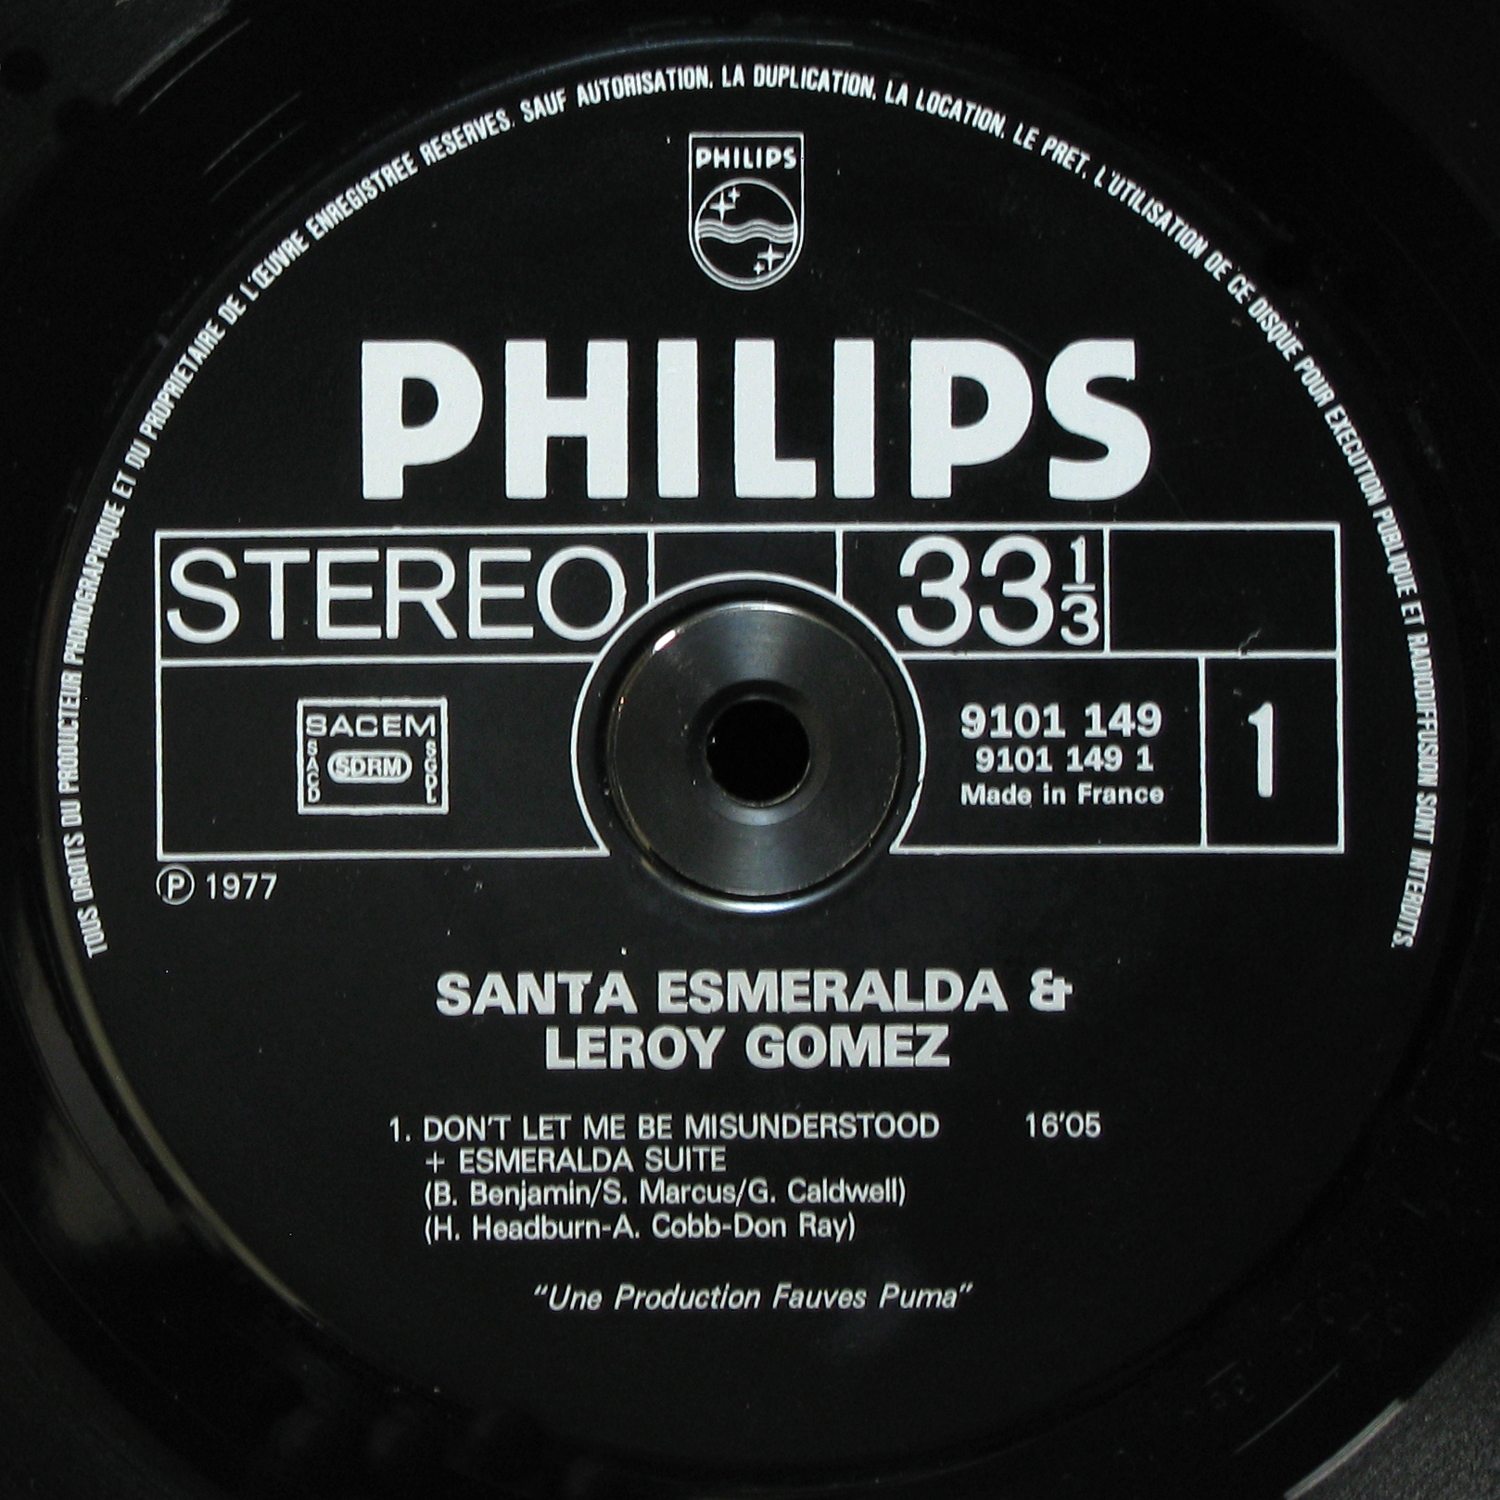 TOUS DROITS DU PRODUCTEUR PHONOGRAPHIQUE ET DU PROPRIETAIRE DE L'ŒUVRE ENREGISTREE RESERVES. SAUF AUTORISATION, LA DUPLICATION, LA LOCATION, LE PRET, L'UTILISATION DE CE DISQUE POUR EXECUTION PUBLIQUE ET RADIODIFFUSION SONT INTERDITS.
PHILIPS
PHILIPS
STEREO
33 1/3
SACEM
SACD
SDRM
SGDL
9101 149
9101 149 1
Made in France
1
Ⓟ 1977
SANTA ESMERALDA &
LEROY GOMEZ
1. DON'T LET ME BE MISUNDERSTOOD 16'05
+ ESMERALDA SUITE
(B. Benjamin/S. Marcus/G. Caldwell)
(H. Headburn-A. Cobb-Don Ray)
"Une Production Fauves Puma"